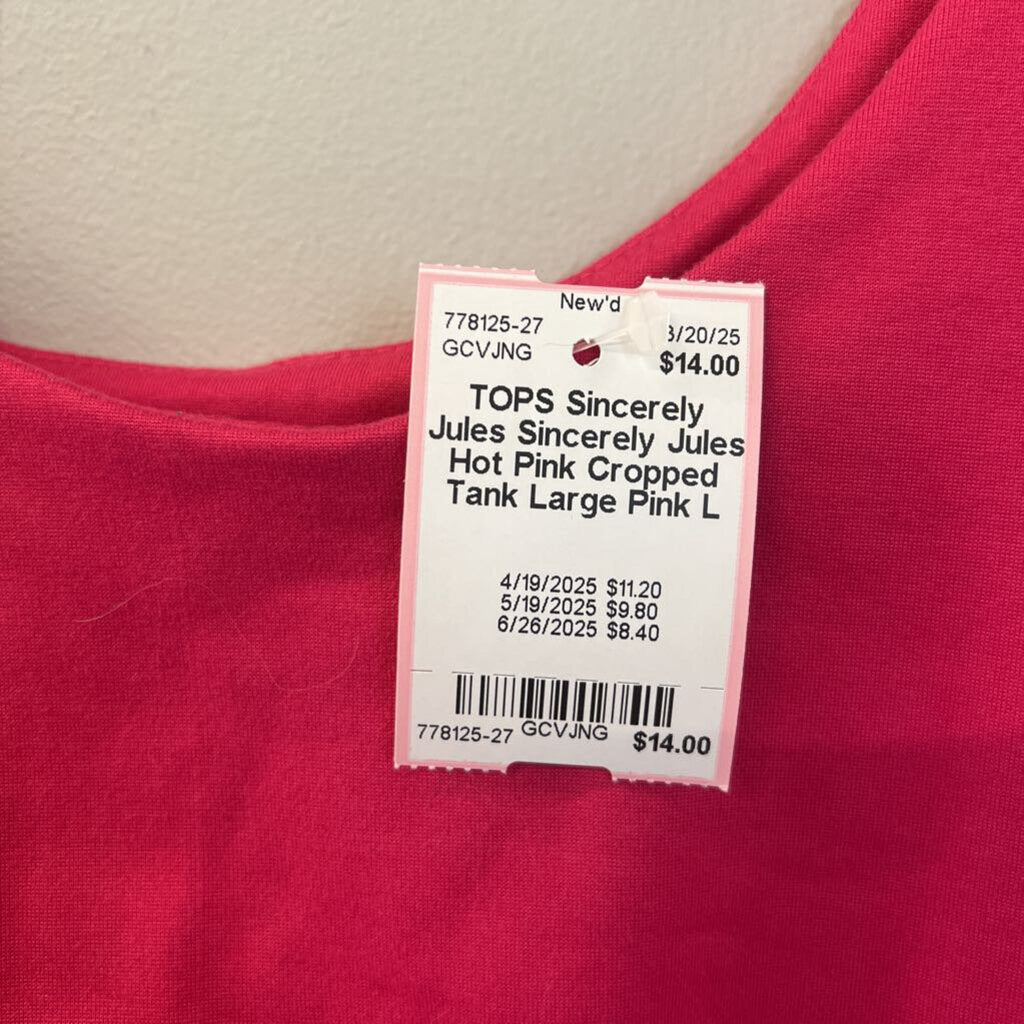 New'd
778125-27
3/20/25
GCVJNG
$14.00
TOPS Sincerely
Jules Sincerely Jules
Hot Pink Cropped
Tank Large Pink L
4/19/2025 $11.20
5/19/2025 $9.80
6/26/2025 $8.40
778125-27 GCVJNG $14.00